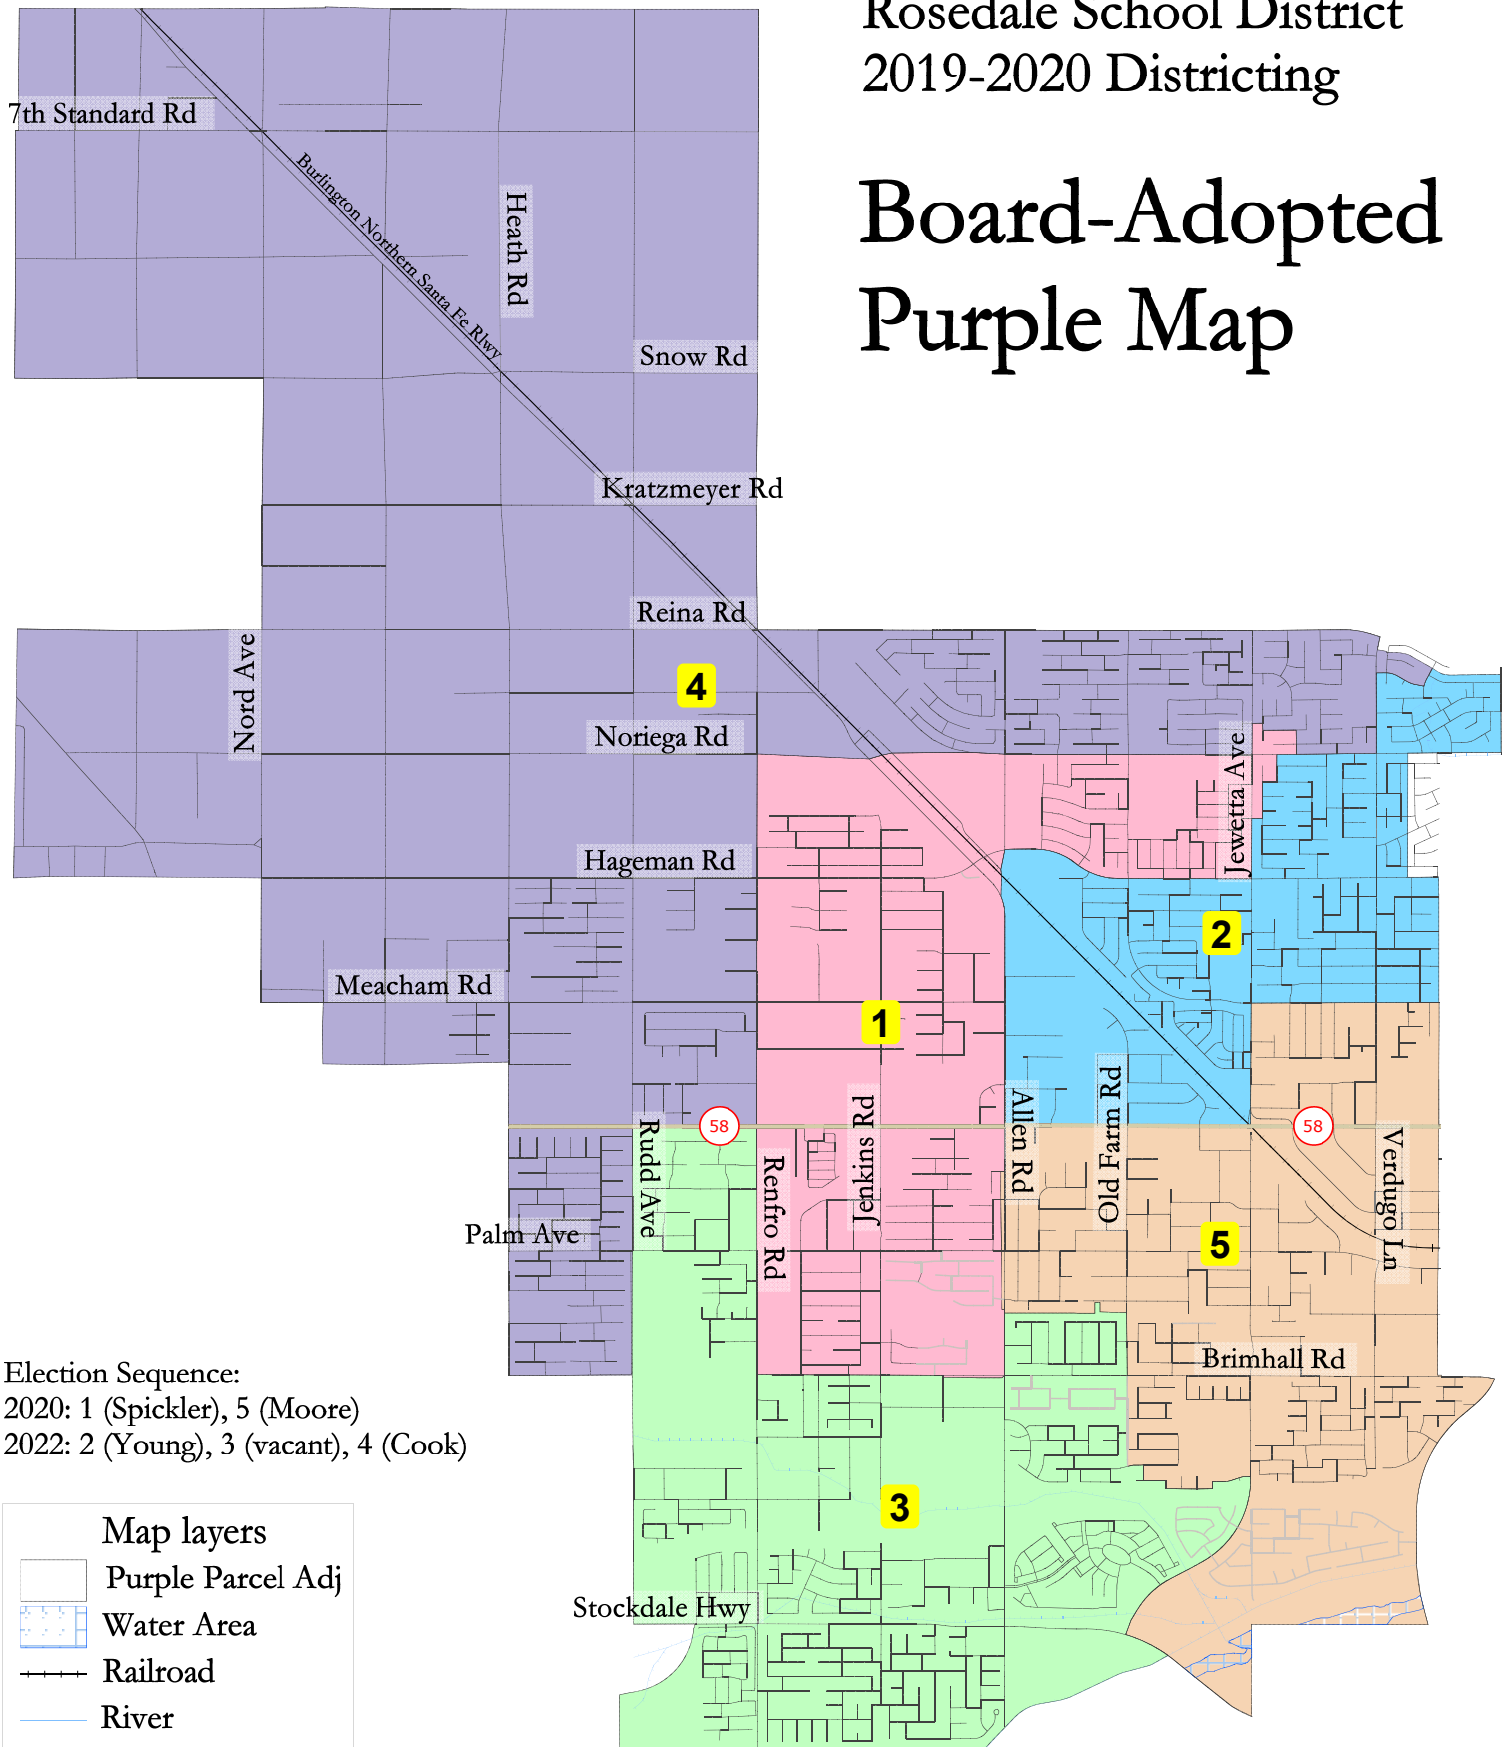 Rosedale School District
2019-2020 Districting
Board-Adopted
Purple Map
7th Standard Rd
Burlington Northern Santa Fe Rlwy
Heath Rd
Snow Rd
Kratzmeyer Rd
Reina Rd
Nord Ave
4
Noriega Rd
Jewetta Ave
Hageman Rd
2
Meacham Rd
1
58
58
Rudd Ave
Renfro Rd
Jenkins Rd
Allen Rd
Old Farm Rd
Verdugo Ln
Palm Ave
5
Brimhall Rd
Election Sequence:
2020: 1 (Spickler), 5 (Moore)
2022: 2 (Young), 3 (vacant), 4 (Cook)
3
Stockdale Hwy
Map layers
Purple Parcel Adj
Water Area
Railroad
River